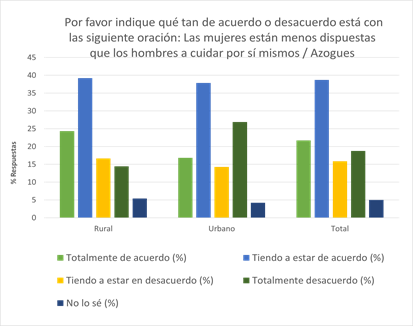 Por favor indique qué tan de acuerdo o desacuerdo está con
las siguiente oración: Las mujeres están menos dispuestas
que los hombres a cuidar por sí mismos / Azogues
45
40
35
30
25
20
15
10
5
0
% Respuestas
Rural Urbano Total
Totalmente de acuerdo (%) Tiendo a estar de acuerdo (%)
Tiendo a estar en desacuerdo (%) Totalmente desacuerdo (%)
No lo sé (%)